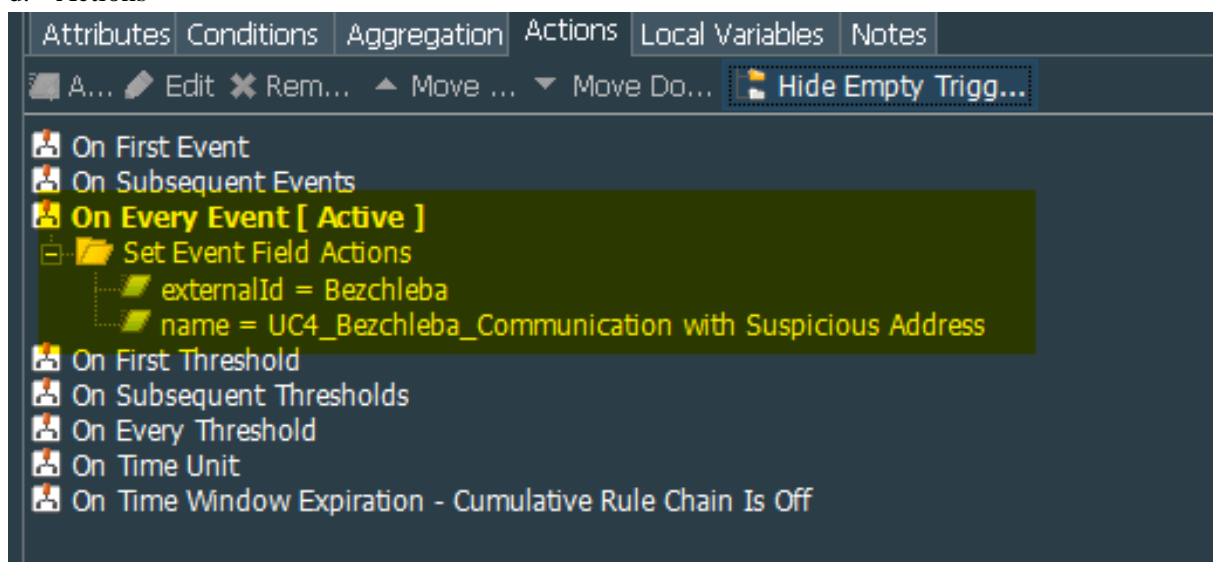 Attributes Conditions Aggregation Actions Local Variables Notes
A... Edit Rem... Move ... Move Do... Hide Empty Trigg...
On First Event
On Subsequent Events
On Every Event [ Active ]
Set Event Field Actions
externalId = Bezchleba
name = UC4_Bezchleba_Communication with Suspicious Address
On First Threshold
On Subsequent Thresholds
On Every Threshold
On Time Unit
On Time Window Expiration - Cumulative Rule Chain Is Off